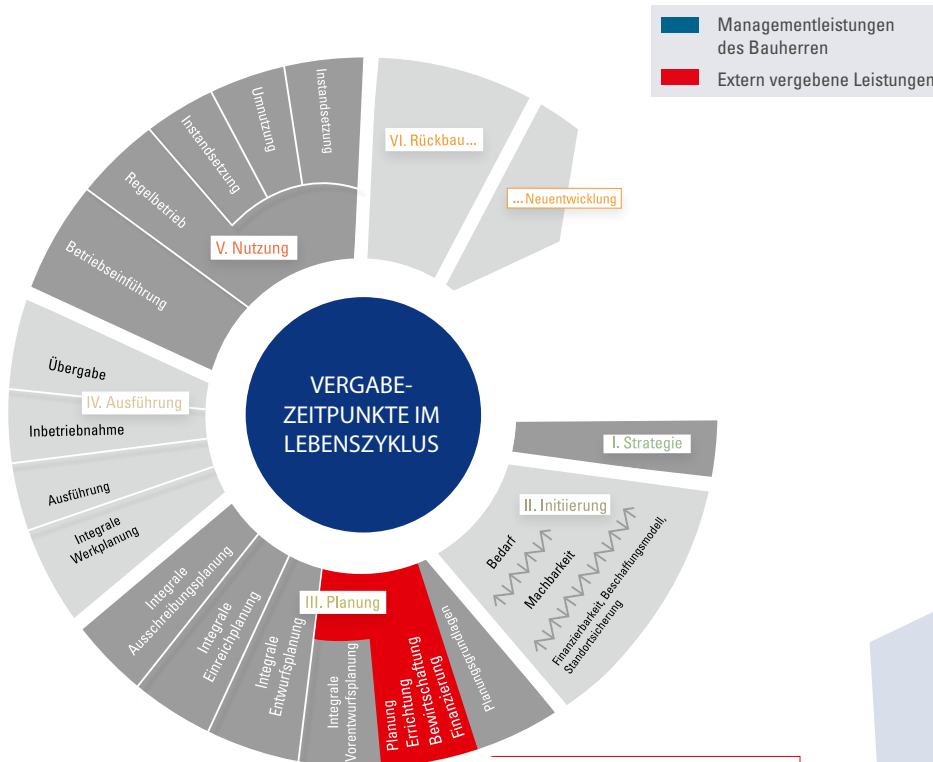 Managementleistungen
des Bauherren
Extern vergebene Leistungen
VERGABE-
ZEITPUNKTE IM
LEBENSZYKLUS
I. Strategie
II. Initiierung
Bedarf
Machbarkeit
Finanzierbarkeit, Beschaffungsmodell,
Standortsicherung
III. Planung
Planungsgrundlagen
Planung
Errichtung
Bewirtschaftung
Finanzierung
Integrale
Vorentwurfsplanung
Integrale
Entwurfsplanung
Integrale
Einreichplanung
Integrale
Ausschreibungsplanung
IV. Ausführung
Integrale
Werkplanung
Ausführung
Inbetriebnahme
Übergabe
V. Nutzung
Betriebseinführung
Regelbetrieb
Instandsetzung
Umnutzung
Instandsetzung
VI. Rückbau...
... Neuentwicklung